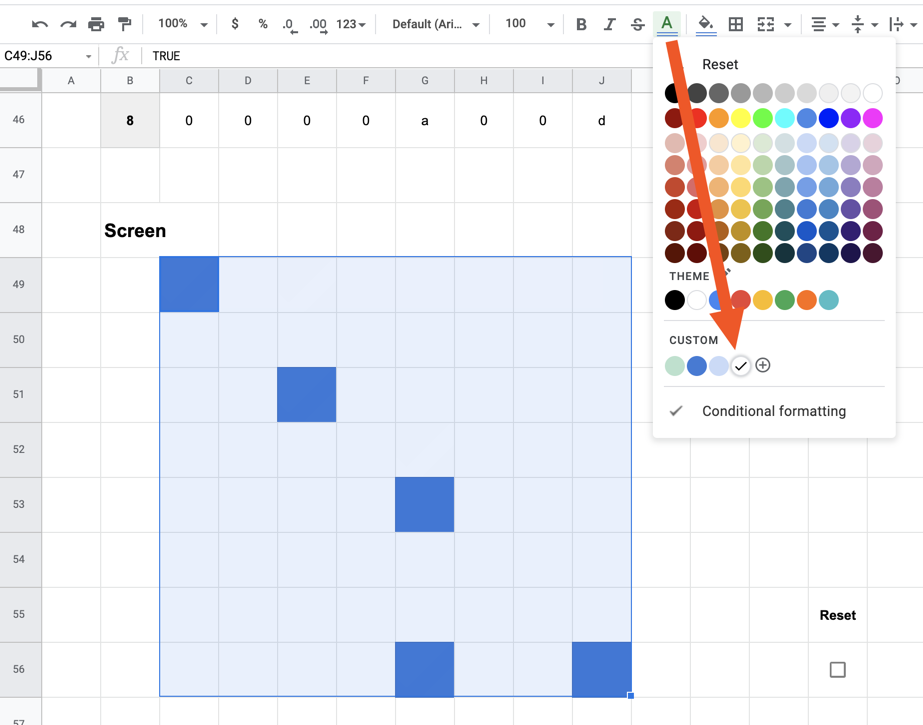 100% $ % .0 .00 123 Default (Ari... 100 B I S A
C49:J56 fx TRUE
Reset
A B C D E F G H I J
46 8 0 0 0 0 a 0 0 d
47
48 Screen
49
THEME
50
CUSTOM
51
Conditional formatting
52
53
54
55 Reset
56
57